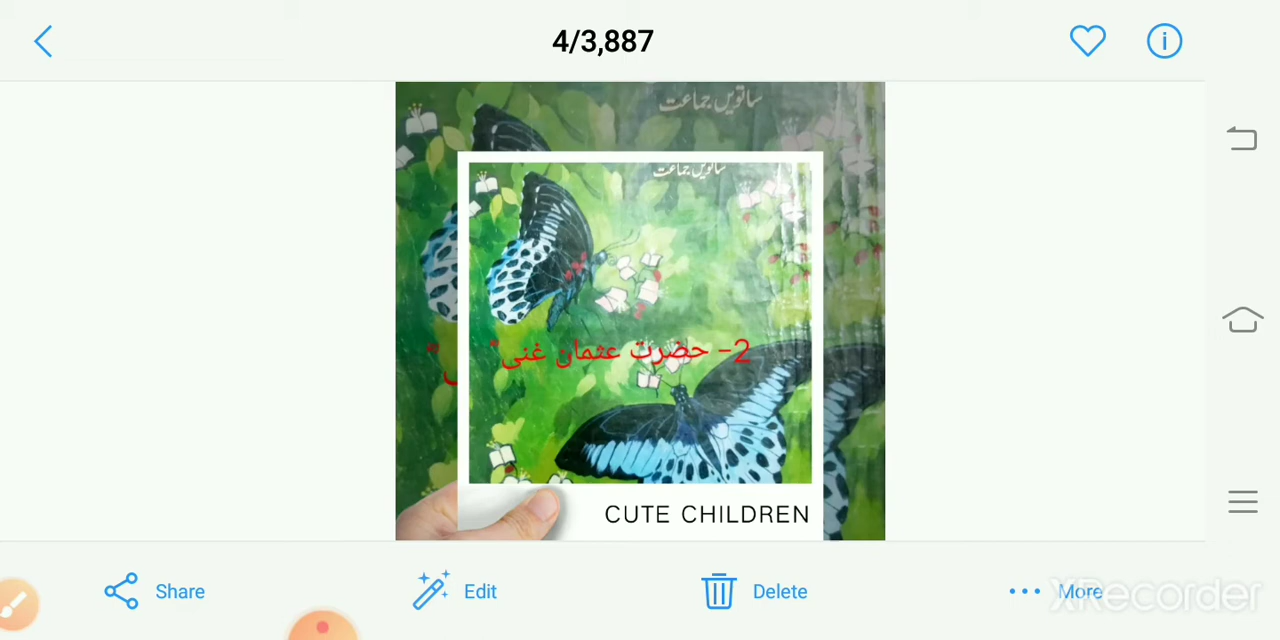 4/3,887
ساتویں جماعت
ساتویں جماعت
2- حضرت عثمان غنی
CUTE CHILDREN
Share
Edit
Delete
More
XRecorder